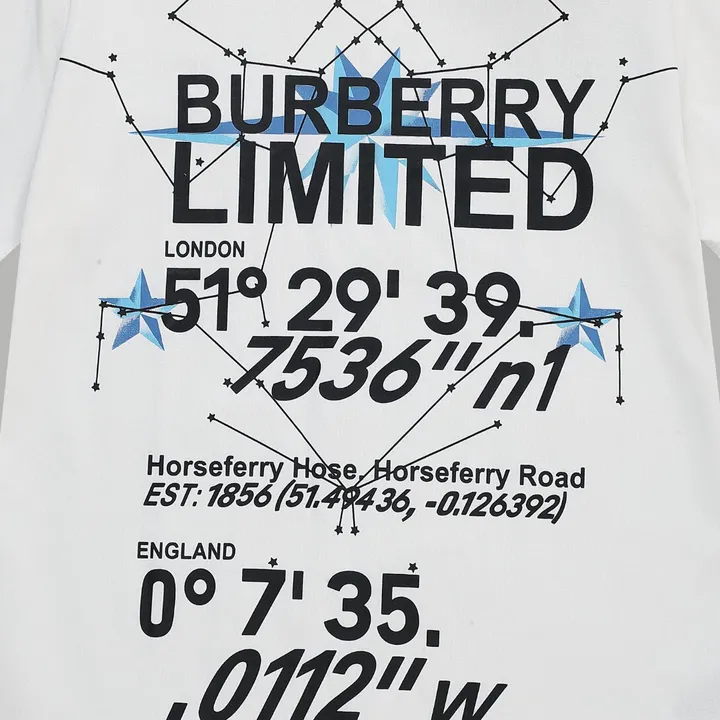 BURBERRY
LIMITED
LONDON
51° 29' 39.
7536" n1
Horseferry Hose, Horseferry Road
EST: 1856 (51.49436, -0.126392)
ENGLAND
0° 7' 35.
.0112" w